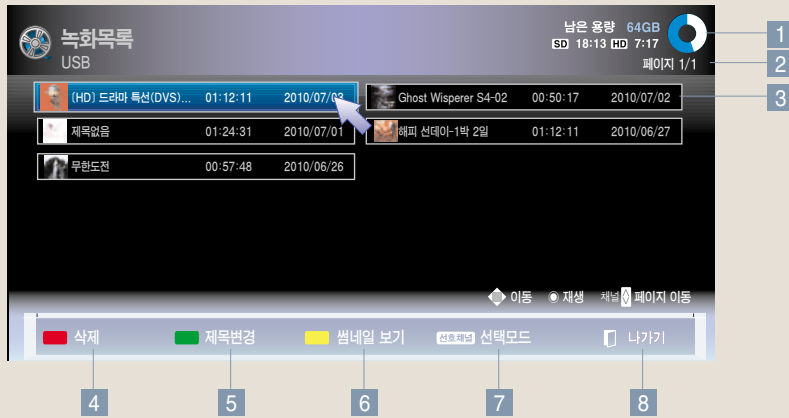 녹화목록
USB
남은 용량 64GB
SD 18:13 HD 7:17
페이지 1/1
1
2
3
(HD) 드라마 특선(DVS)... 01:12:11 2010/07/03
Ghost Wisperer S4-02 00:50:17 2010/07/02
제목없음 01:24:31 2010/07/01
해피 선데이-1박 2일 01:12:11 2010/06/27
무한도전 00:57:48 2010/06/26
이동 재생 채널 페이지 이동
삭제 제목변경 썸네일 보기 선호채널 선택모드 나가기
4 5 6 7 8